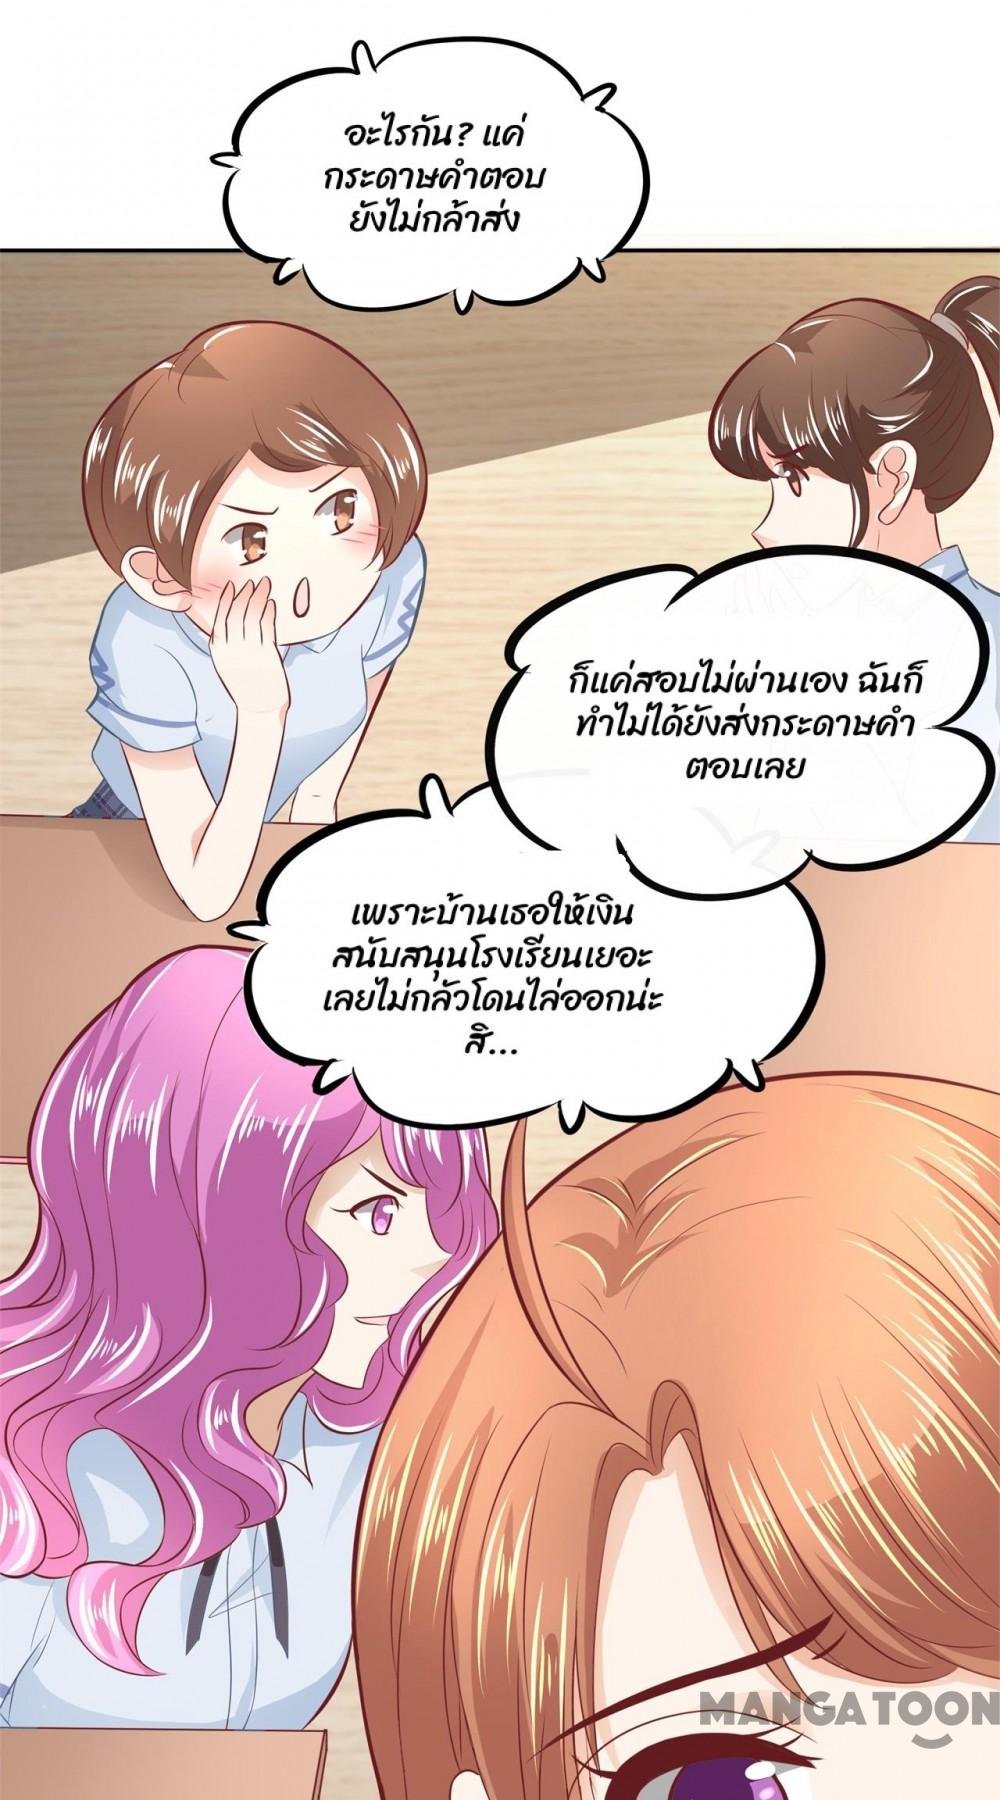 อะไรกัน? แค่
กระดาษคำตอบ
ยังไม่กล้าส่ง
ก็แค่สอบไม่ผ่านเอง ฉันก็
ทำไม่ได้ยังส่งกระดาษคำ
ตอบเลย
เพราะบ้านเธอให้เงิน
สนับสนุนโรงเรียนเยอะ
เลยไม่กลัวโดนไล่ออกน่ะ
สิ...
MANGATOON